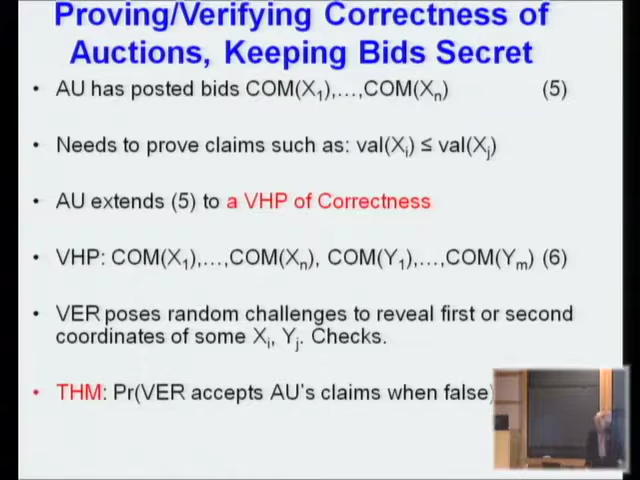 Proving/Verifying Correctness of
Auctions, Keeping Bids Secret
• AU has posted bids COM(X₁),…,COM(Xₙ) (5)
• Needs to prove claims such as: val(Xᵢ) ≤ val(Xⱼ)
• AU extends (5) to a VHP of Correctness
• VHP: COM(X₁),…,COM(Xₙ), COM(Y₁),…,COM(Yₘ) (6)
• VER poses random challenges to reveal first or second
coordinates of some Xᵢ, Yⱼ. Checks.
• THM: Pr(VER accepts AU's claims when false)